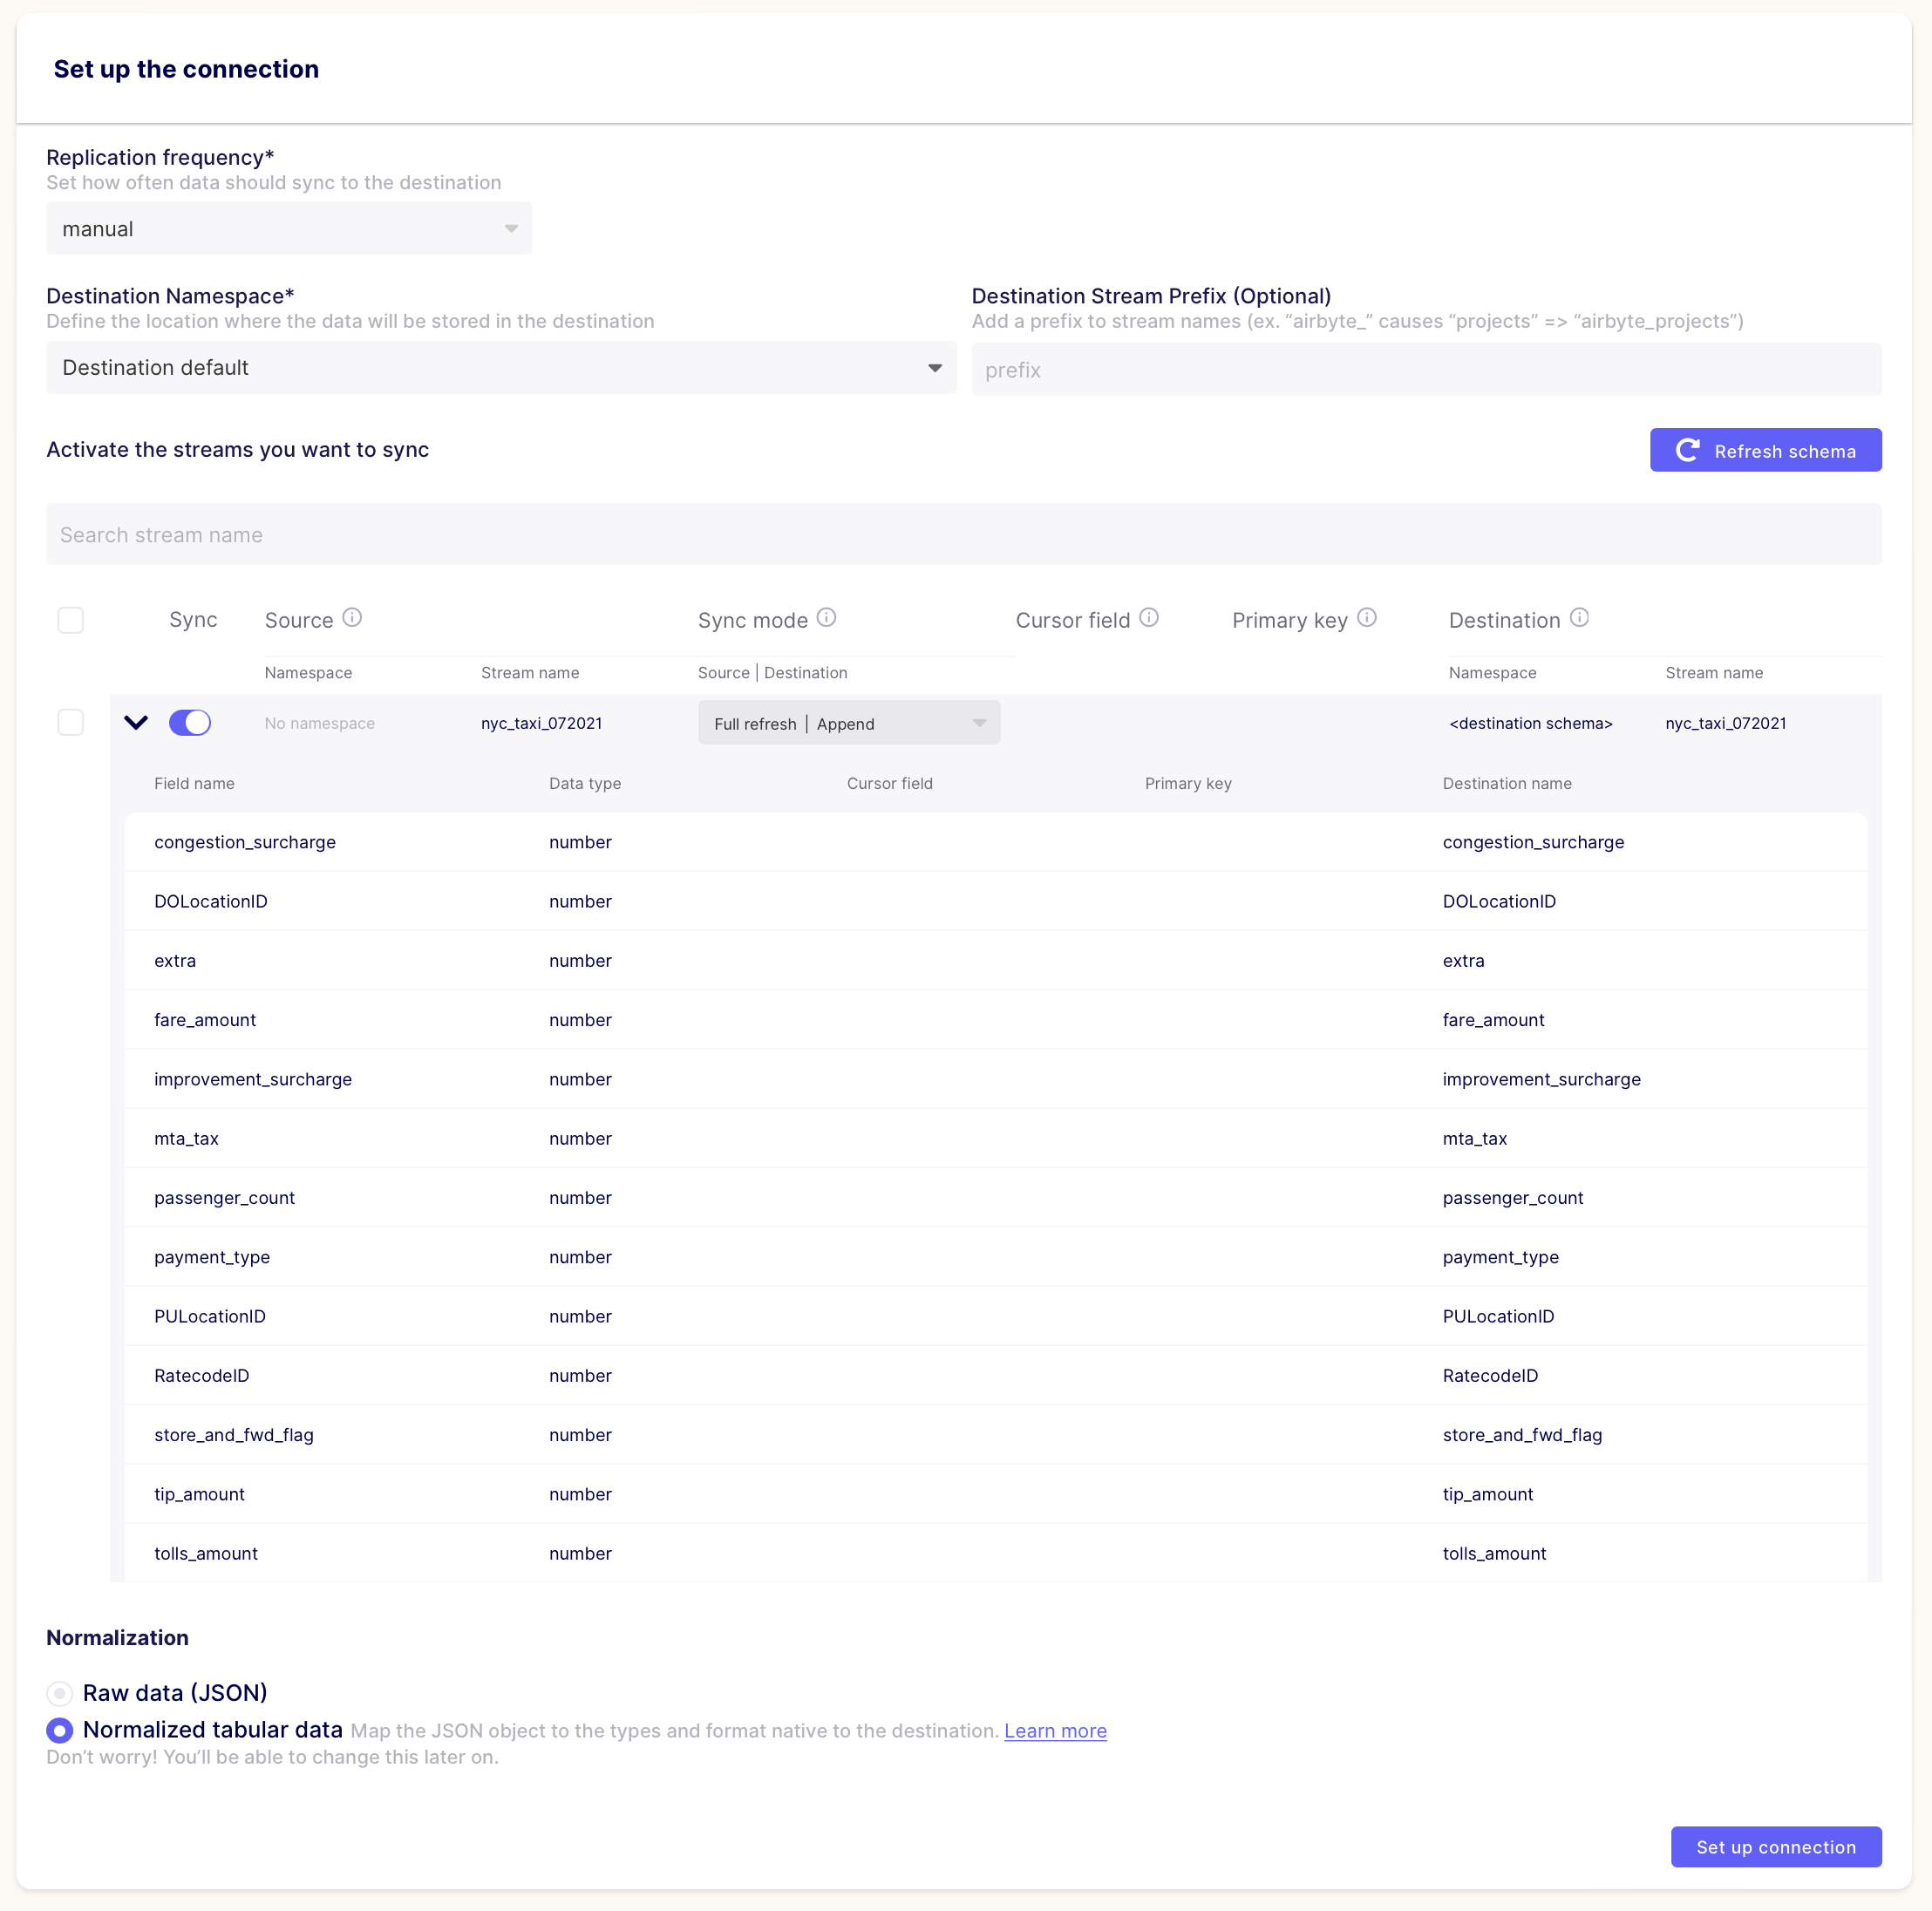 Set up the connection
Replication frequency*
Set how often data should sync to the destination
manual
Destination Namespace*
Define the location where the data will be stored in the destination
Destination default
Destination Stream Prefix (Optional)
Add a prefix to stream names (ex. “airbyte_” causes “projects” => “airbyte_projects”)
prefix
Activate the streams you want to sync
Refresh schema
Search stream name
Sync Source Sync mode Cursor field Primary key Destination
Namespace Stream name Source | Destination Namespace Stream name
No namespace nyc_taxi_072021 Full refresh | Append <destination schema> nyc_taxi_072021
Field name Data type Cursor field Primary key Destination name
congestion_surcharge number congestion_surcharge
DOLocationID number DOLocationID
extra number extra
fare_amount number fare_amount
improvement_surcharge number improvement_surcharge
mta_tax number mta_tax
passenger_count number passenger_count
payment_type number payment_type
PULocationID number PULocationID
RatecodeID number RatecodeID
store_and_fwd_flag number store_and_fwd_flag
tip_amount number tip_amount
tolls_amount number tolls_amount
Normalization
Raw data (JSON)
Normalized tabular data Map the JSON object to the types and format native to the destination. Learn more
Don’t worry! You’ll be able to change this later on.
Set up connection